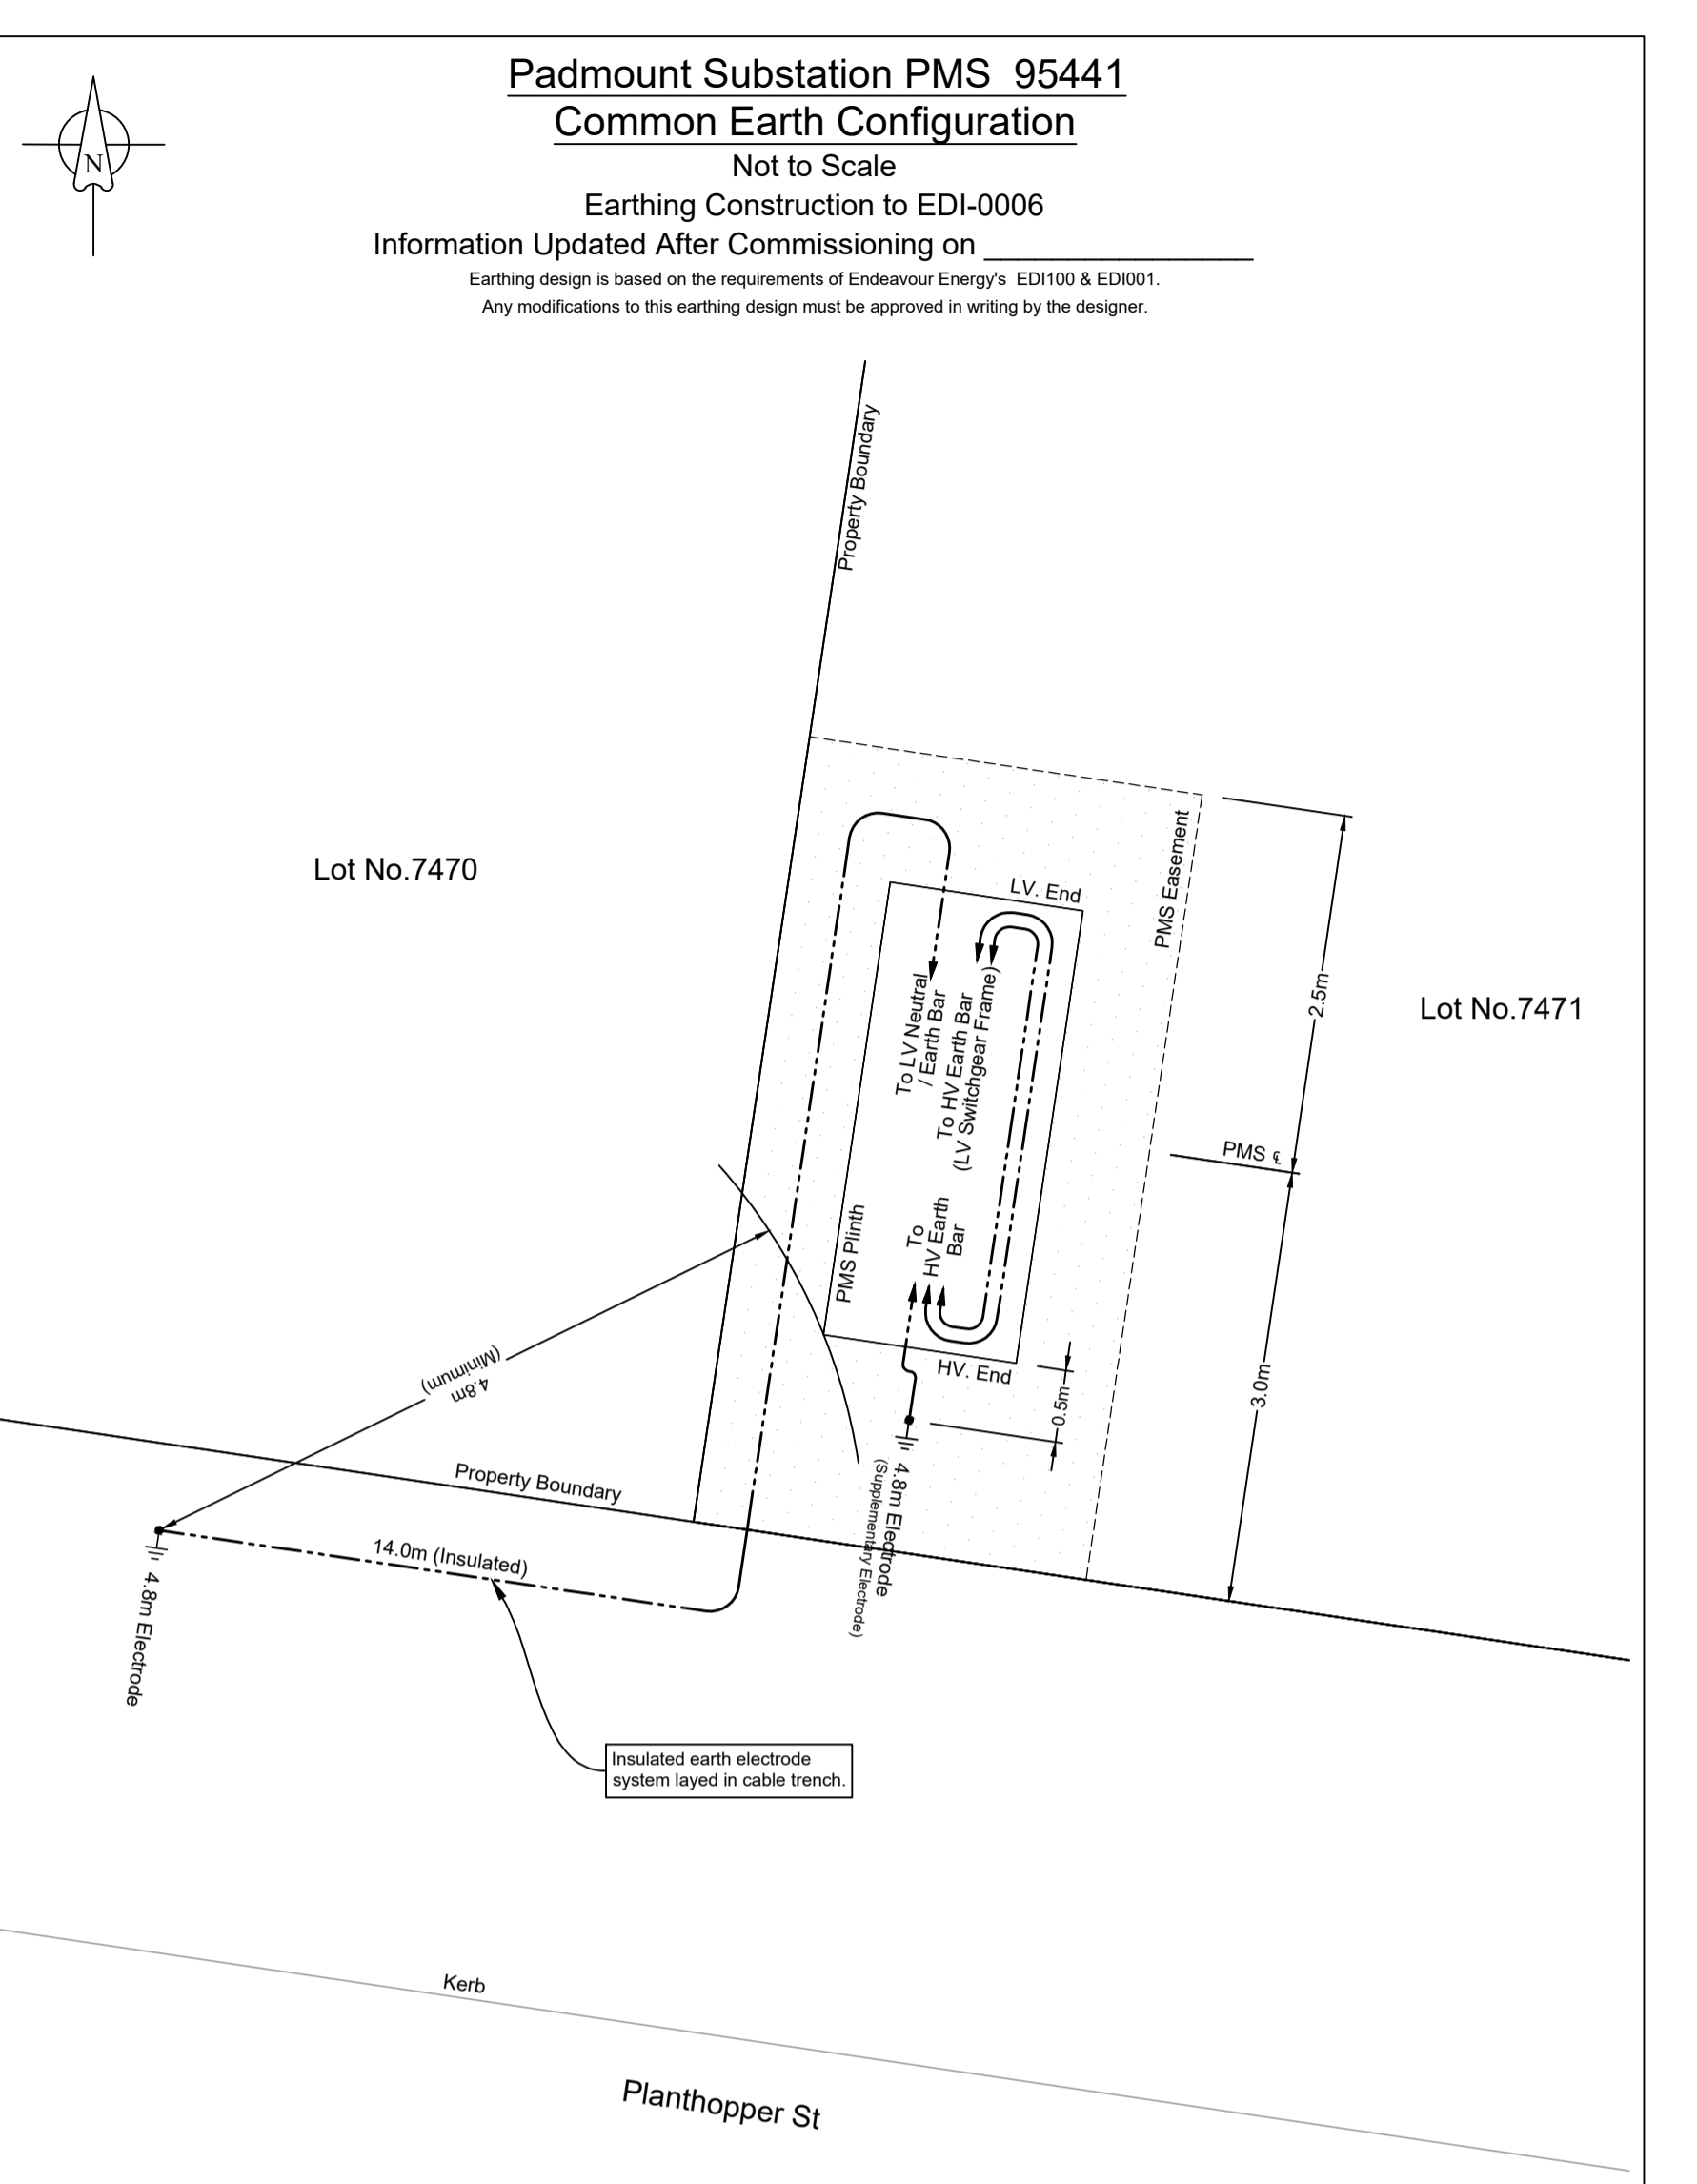 Padmount Substation PMS 95441
Common Earth Configuration
N
Not to Scale
Earthing Construction to EDI-0006
Information Updated After Commissioning on ________________
Earthing design is based on the requirements of Endeavour Energy's EDI100 & EDI001.
Any modifications to this earthing design must be approved in writing by the designer.
Property Boundary
Lot No.7470
LV. End
PMS Easement
2.5m
Lot No.7471
To LV Neutral
/ Earth Bar
To HV Earth Bar
(LV Switchgear Frame)
PMS ℄
PMS Plinth
To
HV Earth
Bar
4.8m
(Minimum)
HV. End
0.5m
3.0m
Property Boundary
4.8m Electrode
(Supplementary Electrode)
14.0m (Insulated)
4.8m Electrode
Insulated earth electrode
system layed in cable trench.
Kerb
Planthopper St